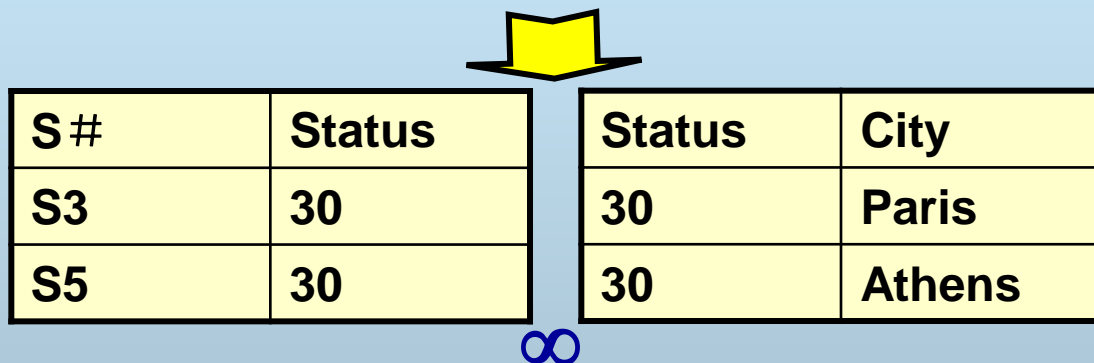 S＃ Status Status City
S3 30 30 Paris
S5 30 30 Athens
∞